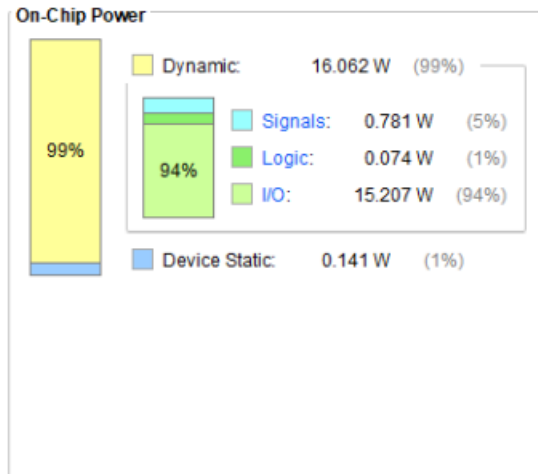 On-Chip Power
Dynamic: 16.062 W (99%)
99%
94%
Signals: 0.781 W (5%)
Logic: 0.074 W (1%)
I/O: 15.207 W (94%)
Device Static: 0.141 W (1%)